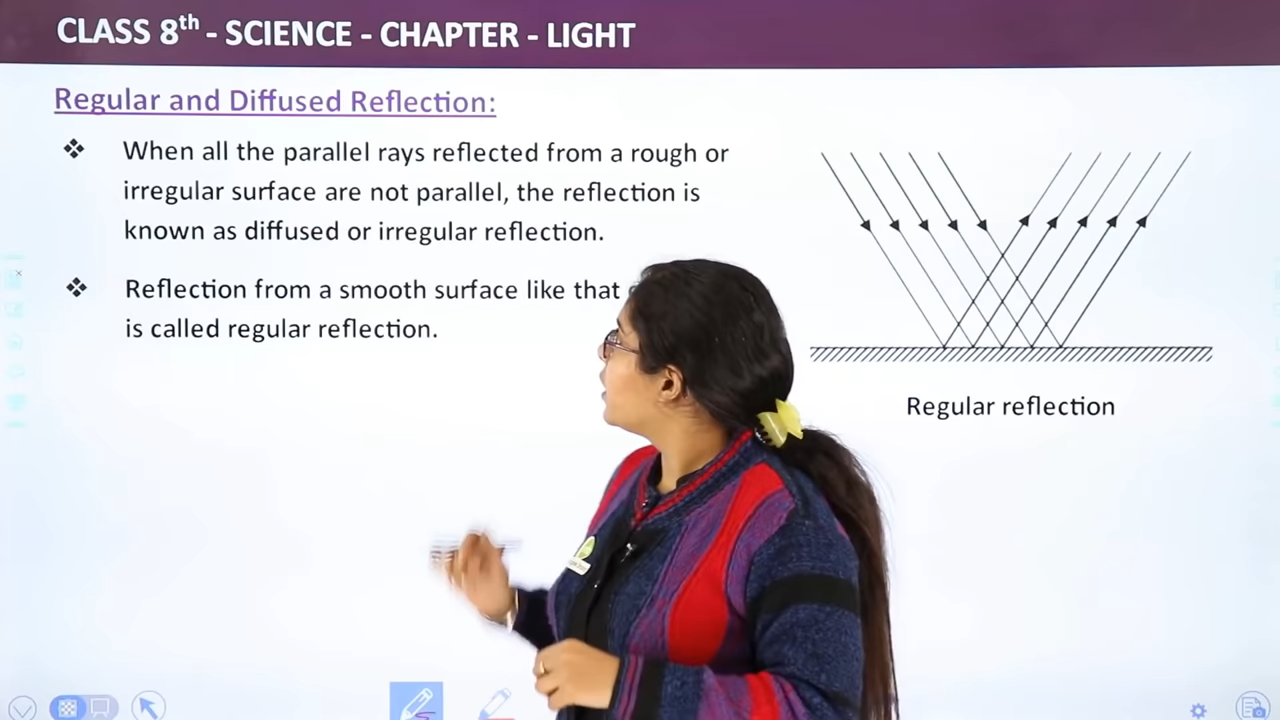 CLASS 8th - SCIENCE - CHAPTER - LIGHT
Regular and Diffused Reflection:
❖ When all the parallel rays reflected from a rough or
irregular surface are not parallel, the reflection is
known as diffused or irregular reflection.
❖ Reflection from a smooth surface like that
is called regular reflection.
Regular reflection